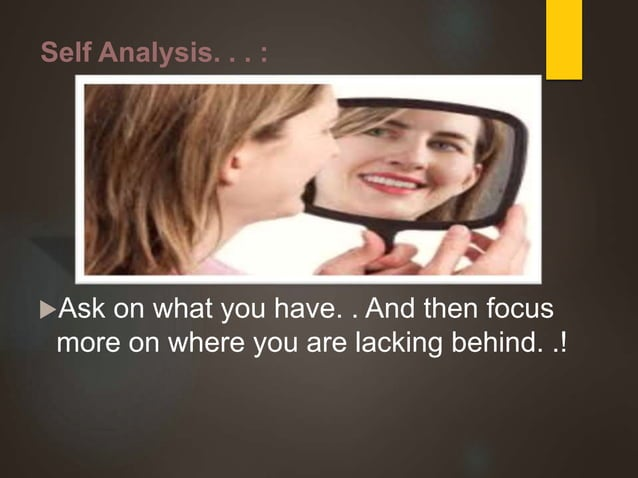 Self Analysis. . . :
Ask on what you have. . And then focus
more on where you are lacking behind. .!